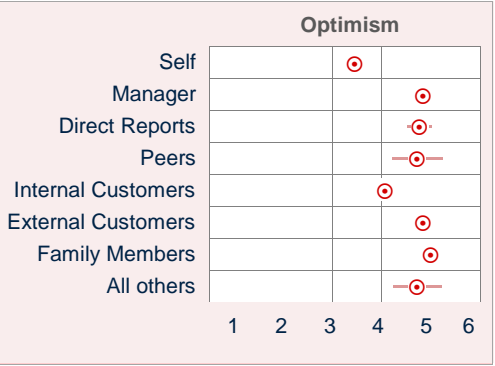 Optimism
Self
Manager
Direct Reports
Peers
Internal Customers
External Customers
Family Members
All others
1 2 3 4 5 6